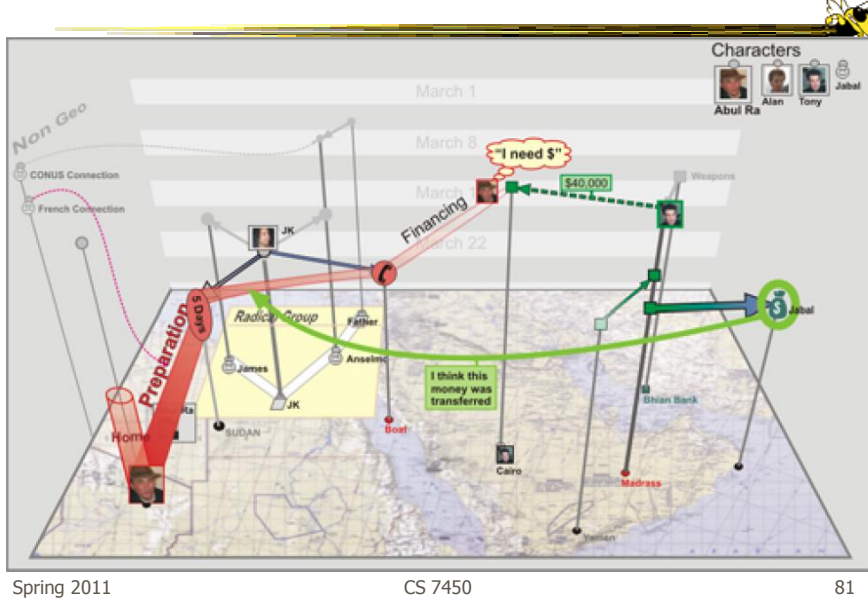 Characters
Abul Ra
Alan
Tony
Jabal
March 1
Non Geo
March 8
"I need $"
CONUS Connection
$40,000
Weapons
March 1
French Connection
Financing
JK
March 22
5 Days
Preparation
Radical Group
Father
$
Jabal
James
Anselmo
I think this
money was
transferred
JK
Bhian Bank
Ra
Home
SUDAN
Boat
Cairo
Madrass
Yemen
Spring 2011
CS 7450
81